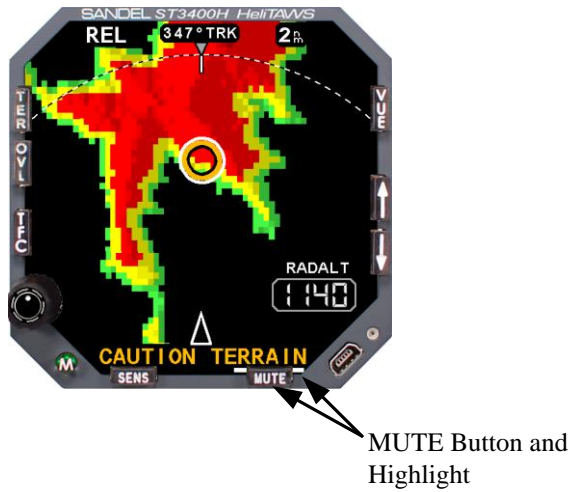 SANDEL ST3400H HeliTAWS
REL 347° TRK 2 nm
TER
VUE
OVL
TFC
RADALT
1140
CAUTION TERRAIN
M
SENS MUTE
MUTE Button and
Highlight